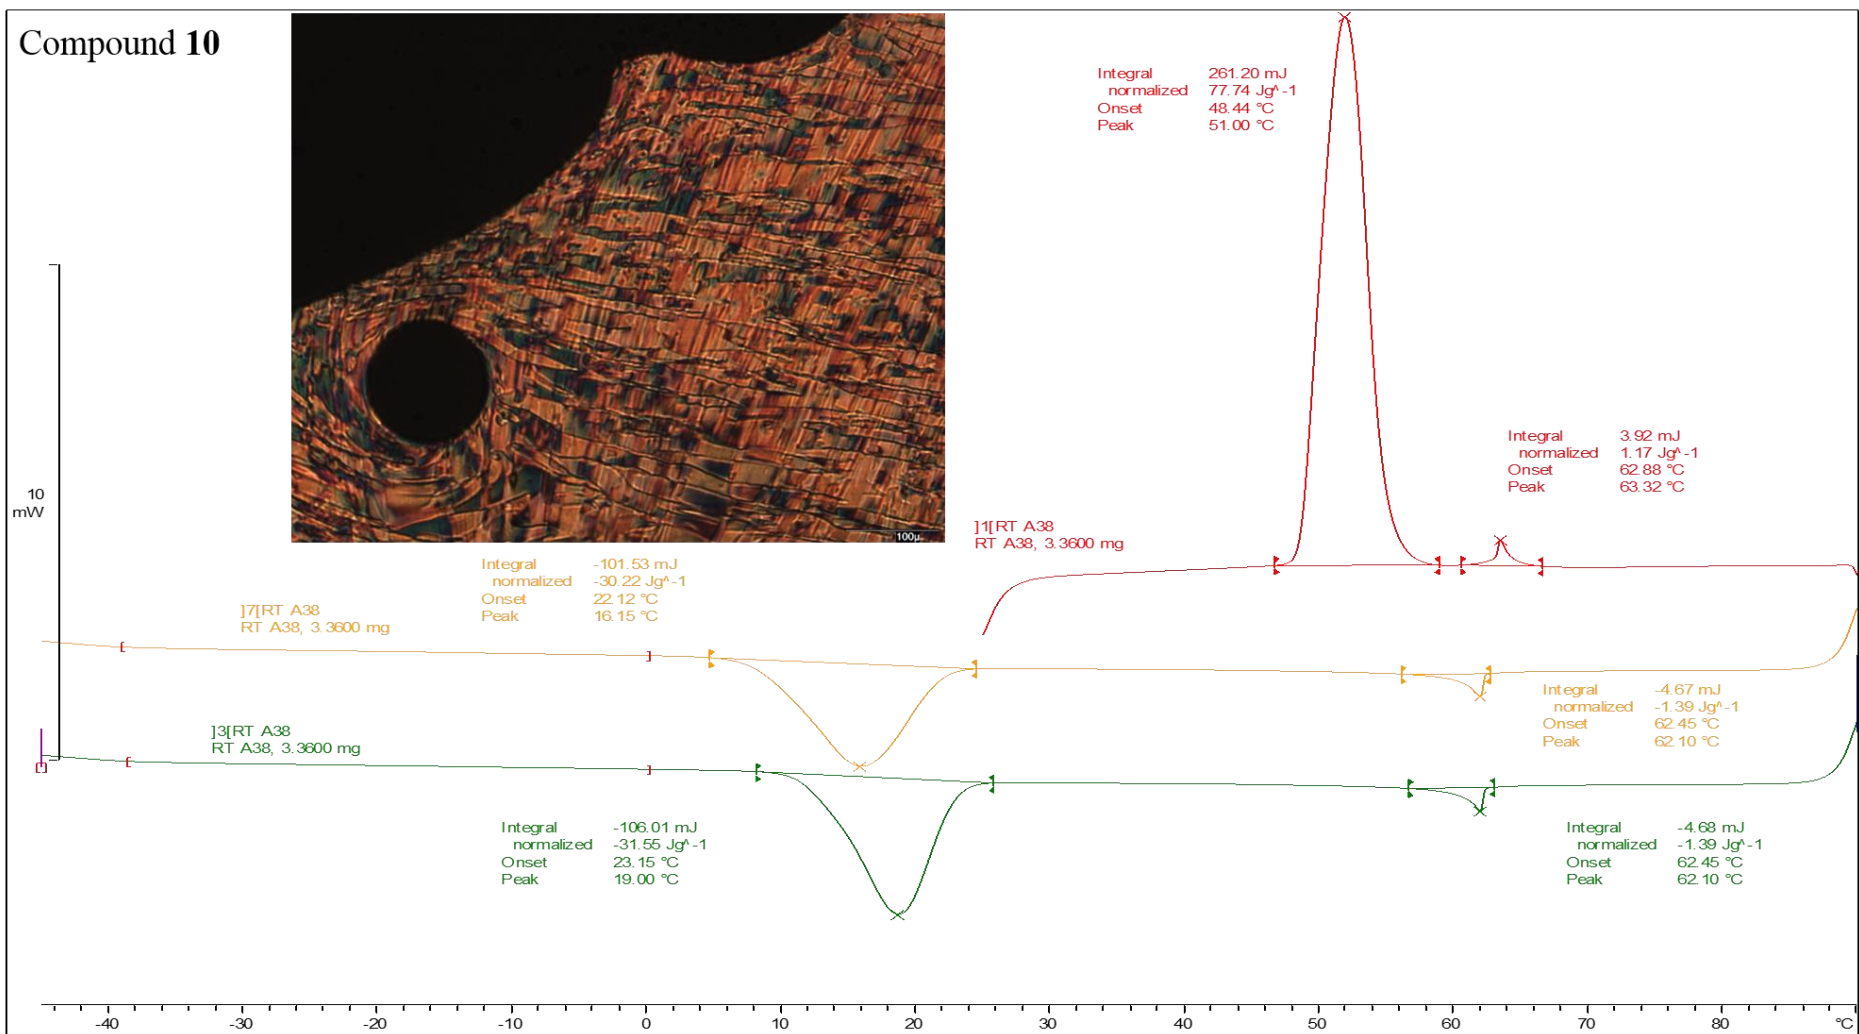 Compound 10
Integral 261.20 mJ
normalized 77.74 Jg^-1
Onset 48.44 °C
Peak 51.00 °C
Integral 3.92 mJ
normalized 1.17 Jg^-1
Onset 62.88 °C
Peak 63.32 °C
10
mW
100µ
]1[RT A38
RT A38, 3.3600 mg
Integral -101.53 mJ
normalized -30.22 Jg^-1
Onset 22.12 °C
Peak 16.15 °C
]7[RT A38
RT A38, 3.3600 mg
Integral -4.67 mJ
normalized -1.39 Jg^-1
Onset 62.45 °C
Peak 62.10 °C
]3[RT A38
RT A38, 3.3600 mg
Integral -106.01 mJ
normalized -31.55 Jg^-1
Onset 23.15 °C
Peak 19.00 °C
Integral -4.68 mJ
normalized -1.39 Jg^-1
Onset 62.45 °C
Peak 62.10 °C
-40 -30 -20 -10 0 10 20 30 40 50 60 70 80 °C